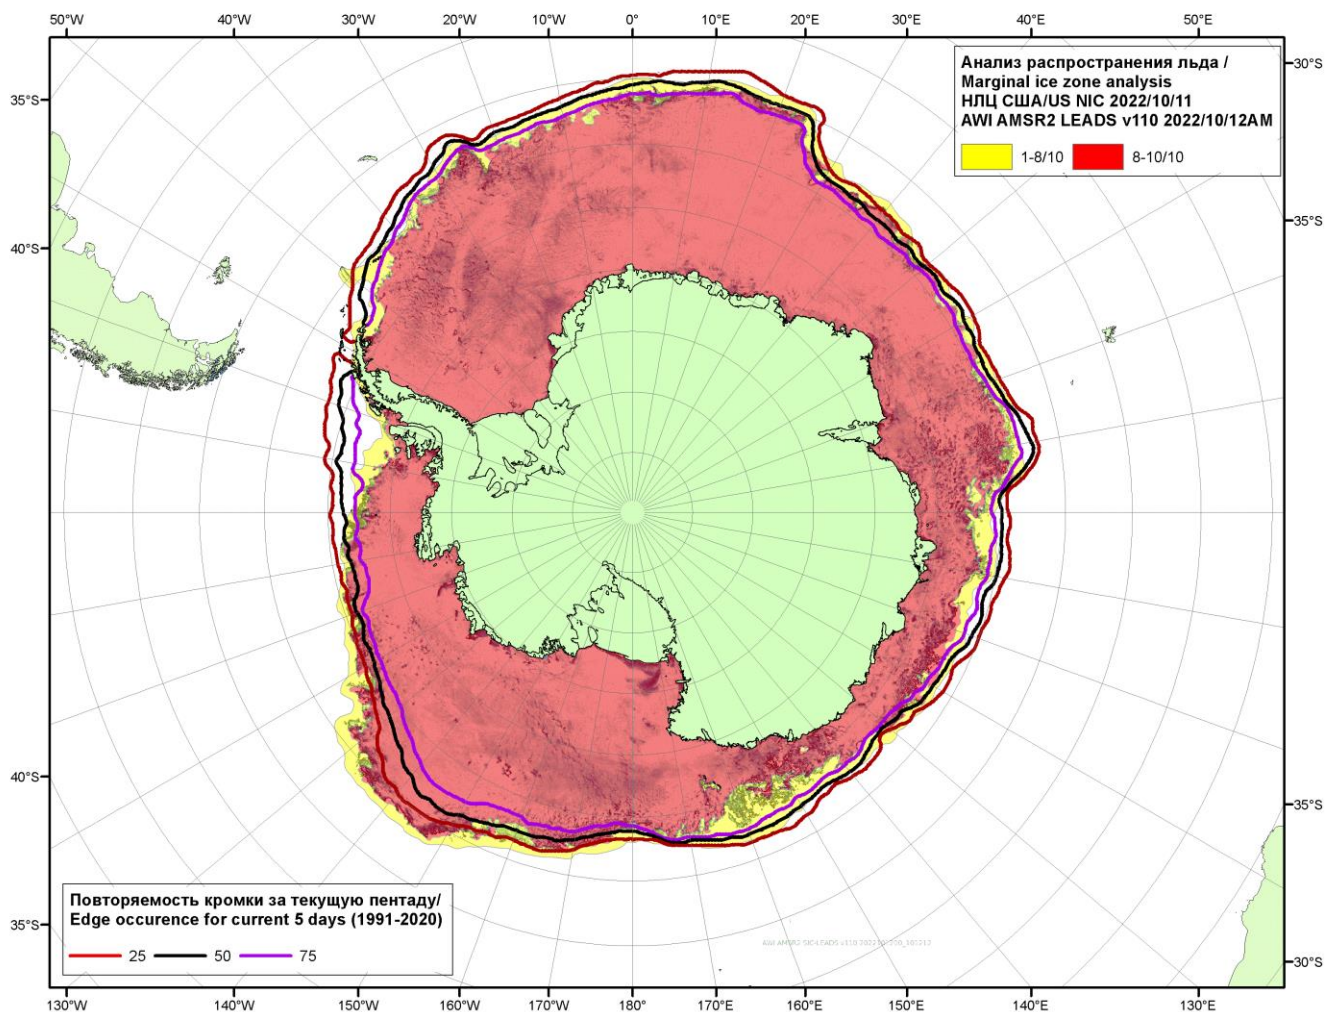 50°W 40°W 30°W 20°W 10°W 0° 10°E 20°E 30°E 40°E 50°E
Анализ распространения льда /
Marginal ice zone analysis
НЛЦ США/US NIC 2022/10/11
AWI AMSR2 LEADS v110 2022/10/12AM
1-8/10 8-10/10
30°S
35°S
35°S
40°S
40°S
35°S
35°S
30°S
Повторяемость кромки за текущую пентаду/
Edge occurence for current 5 days (1991-2020)
25 50 75
130°W 140°W 150°W 160°W 170°W 180° 170°E 160°E 150°E 140°E 130°E